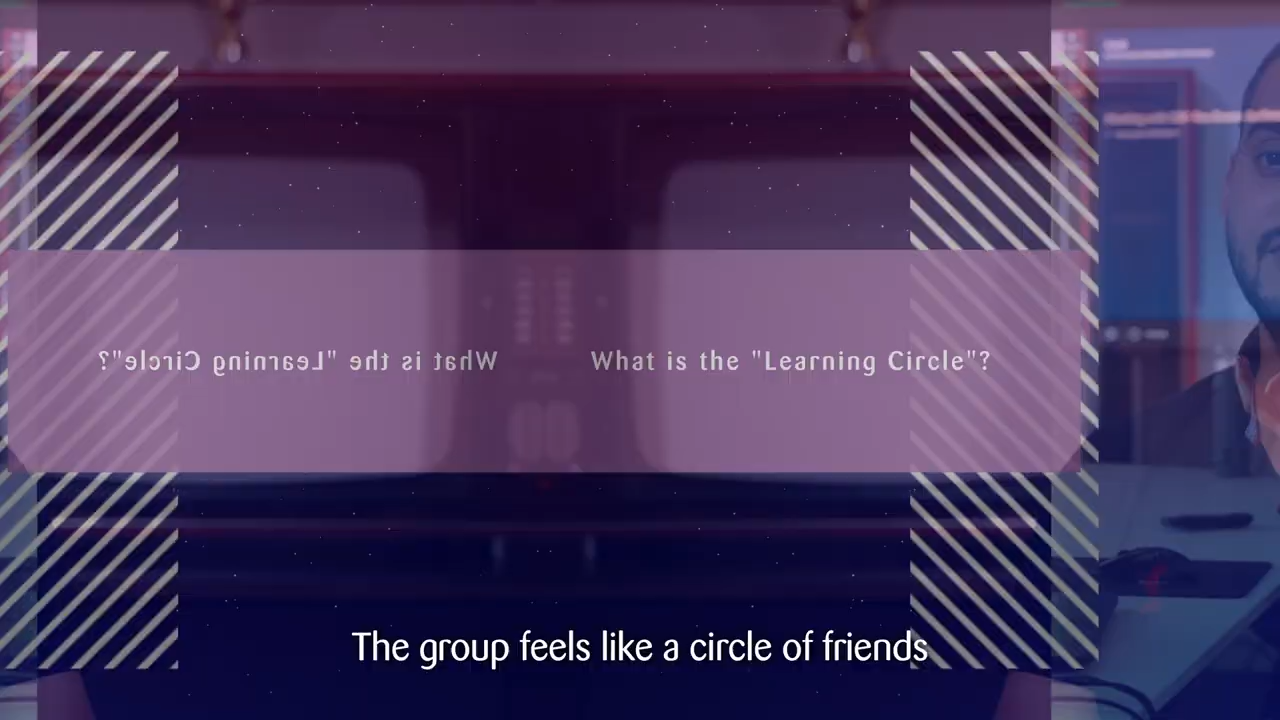 What is the "Learning Circle"? What is the "Learning Circle"?
The group feels like a circle of friends